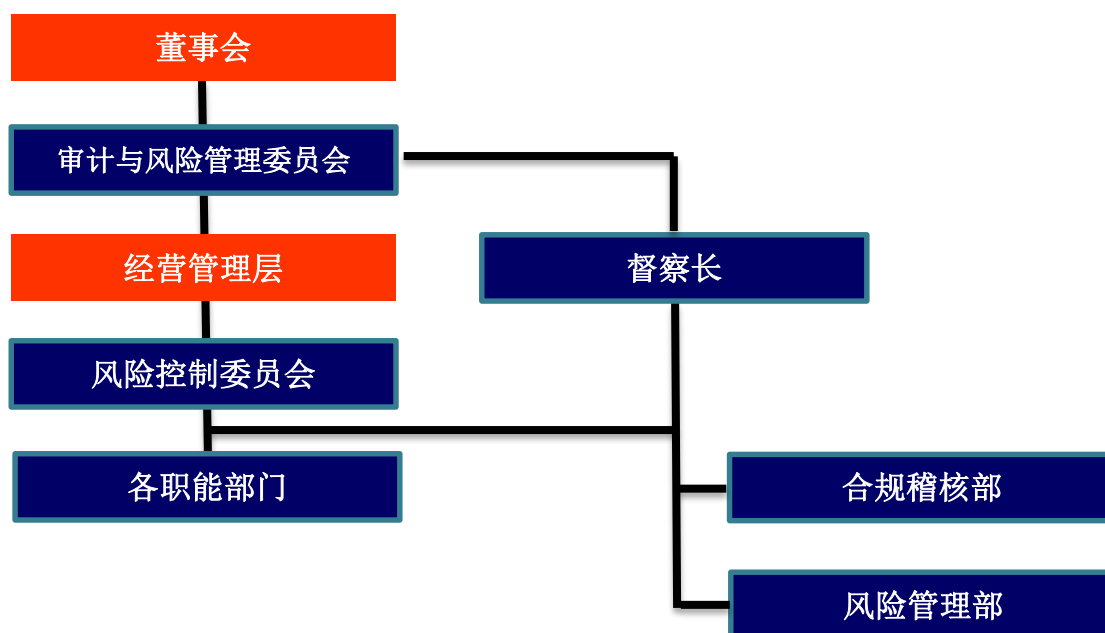 董事会
审计与风险管理委员会
经营管理层
督察长
风险控制委员会
各职能部门
合规稽核部
风险管理部